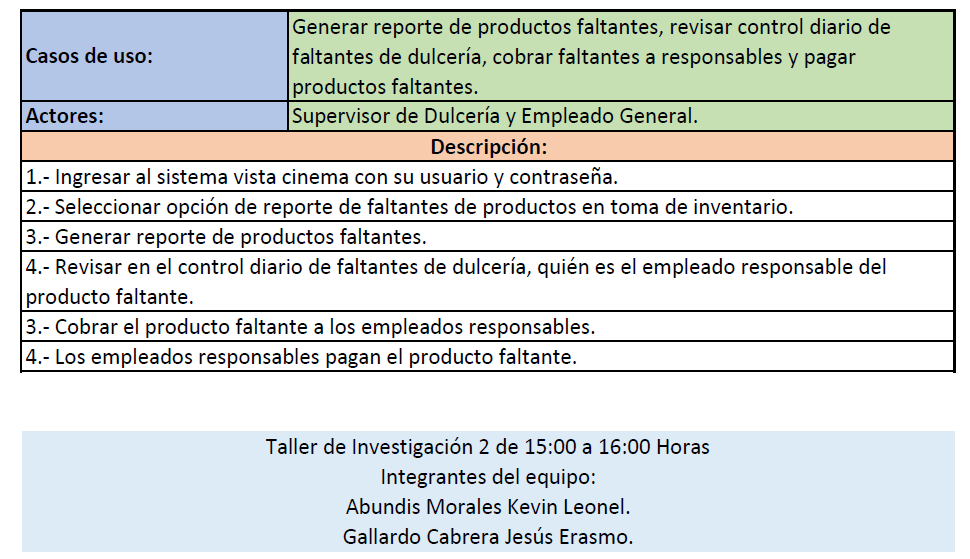 Casos de uso:
Generar reporte de productos faltantes, revisar control diario de
faltantes de dulcería, cobrar faltantes a responsables y pagar
productos faltantes.
Actores:
Supervisor de Dulcería y Empleado General.
Descripción:
1.- Ingresar al sistema vista cinema con su usuario y contraseña.
2.- Seleccionar opción de reporte de faltantes de productos en toma de inventario.
3.- Generar reporte de productos faltantes.
4.- Revisar en el control diario de faltantes de dulcería, quién es el empleado responsable del
producto faltante.
3.- Cobrar el producto faltante a los empleados responsables.
4.- Los empleados responsables pagan el producto faltante.
Taller de Investigación 2 de 15:00 a 16:00 Horas
Integrantes del equipo:
Abundis Morales Kevin Leonel.
Gallardo Cabrera Jesús Erasmo.